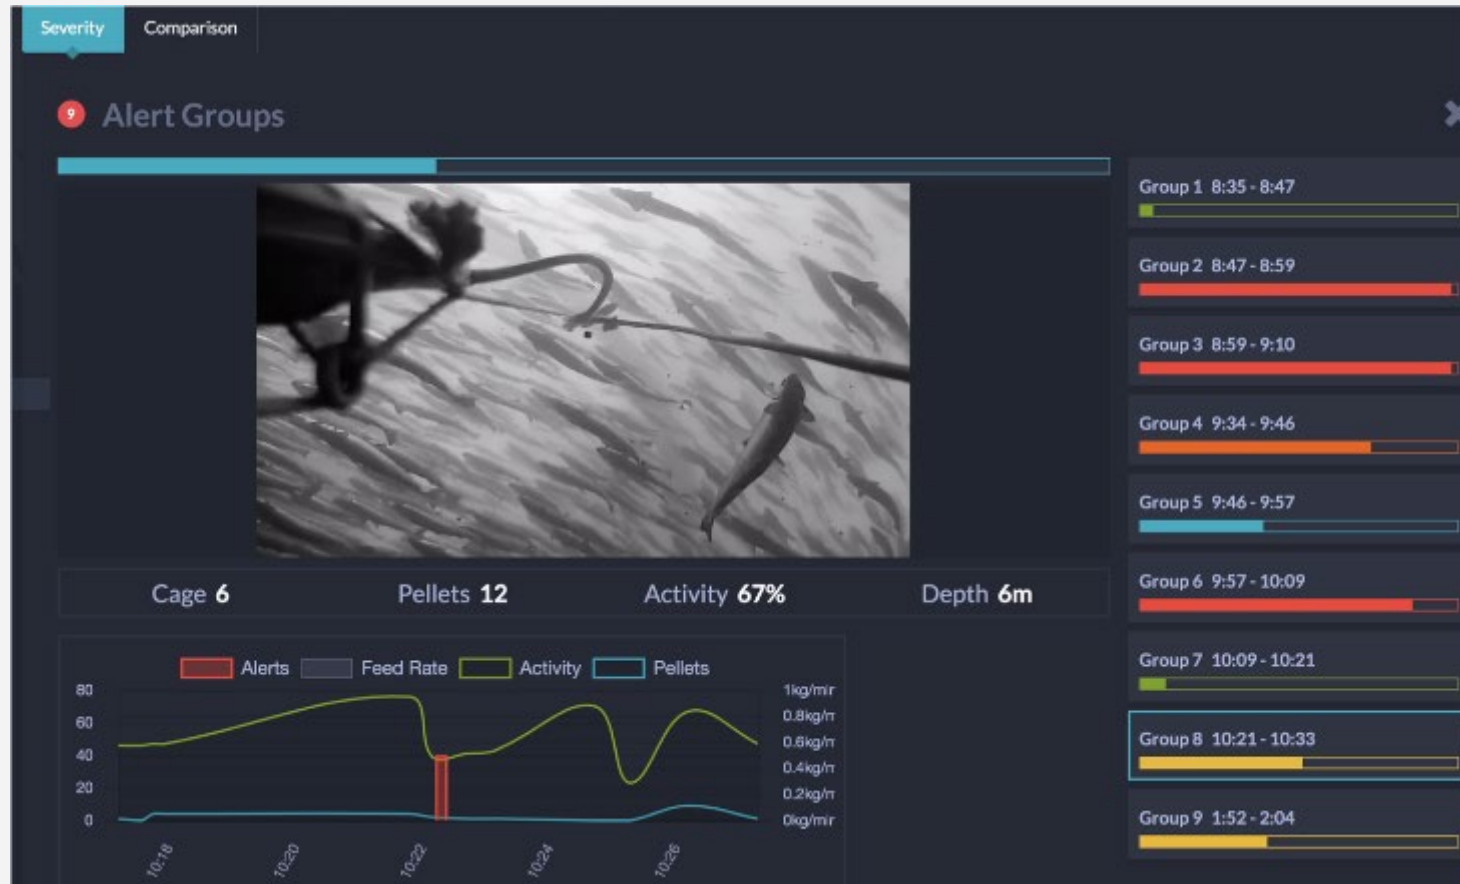 Severity Comparison
9 Alert Groups
Group 1 8:35 - 8:47
Group 2 8:47 - 8:59
Group 3 8:59 - 9:10
Group 4 9:34 - 9:46
Group 5 9:46 - 9:57
Group 6 9:57 - 10:09
Group 7 10:09 - 10:21
Group 8 10:21 - 10:33
Group 9 1:52 - 2:04
Cage 6 Pellets 12 Activity 67% Depth 6m
Alerts Feed Rate Activity Pellets
80
60
40
20
0
1kg/mir
0.8kg/r
0.6kg/r
0.4kg/r
0.2kg/r
0kg/mir
10:18 10:20 10:22 10:24 10:26